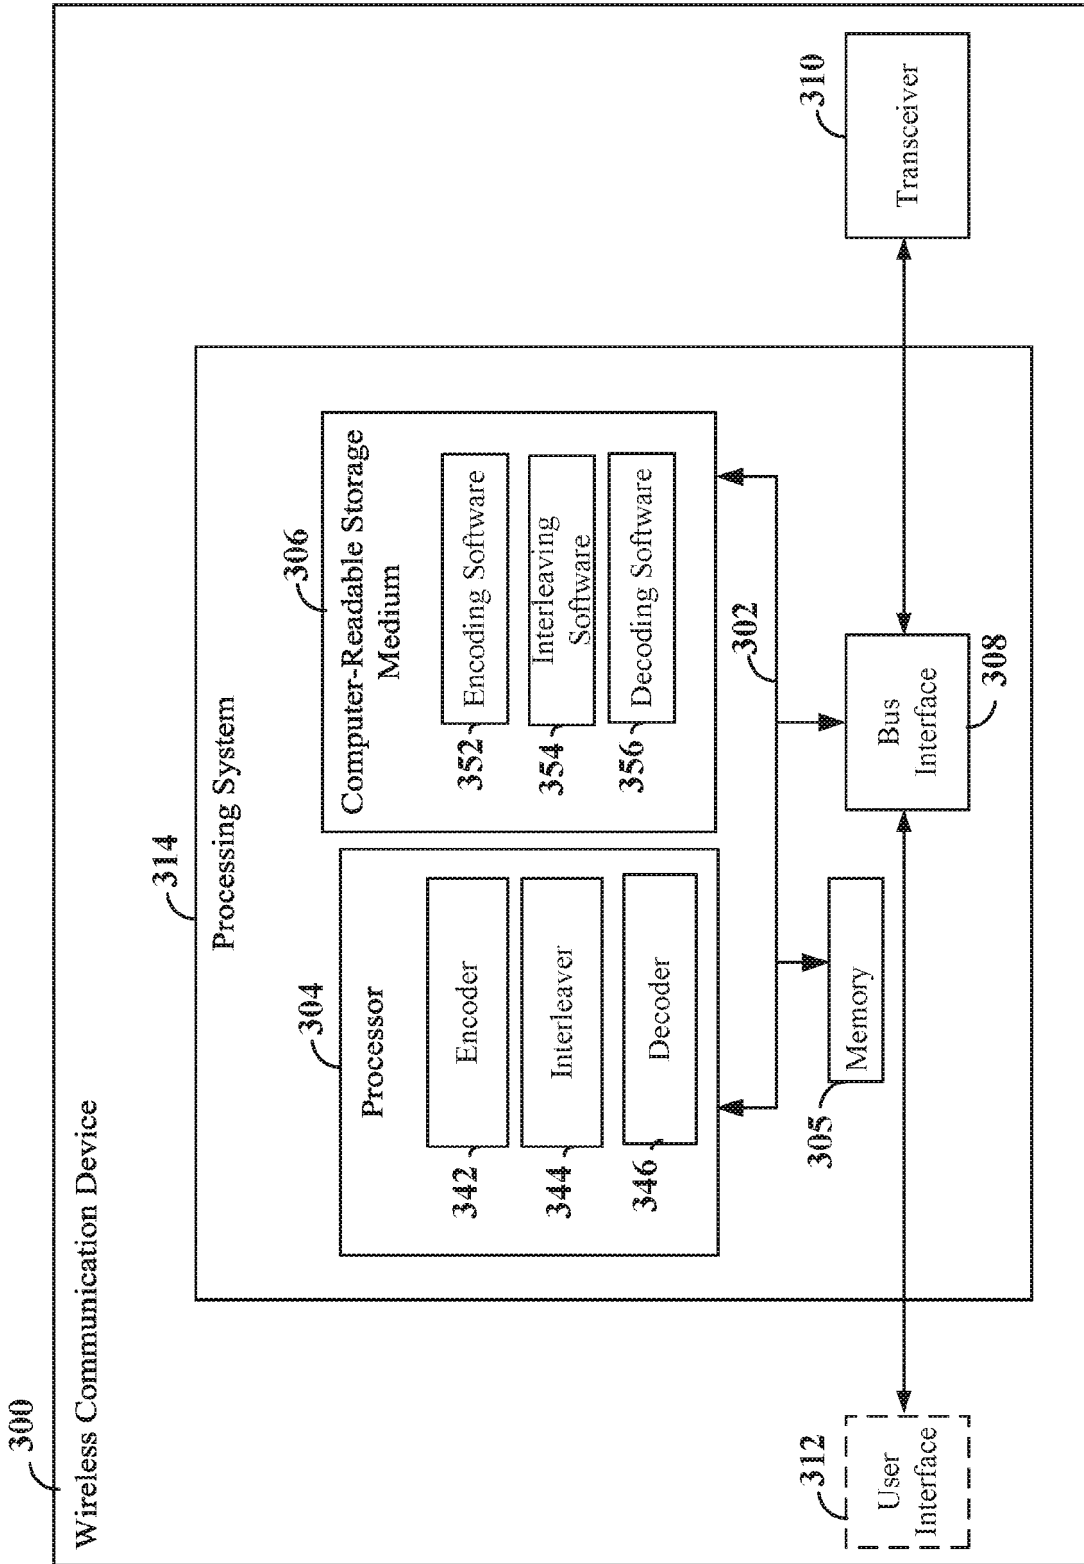 300
Wireless Communication Device
314
Processing System
304
Processor
342
Encoder
344
Interleaver
346
Decoder
306
Computer-Readable Storage
Medium
352
Encoding Software
354
Interleaving
Software
356
Decoding Software
302
305
Memory
312
User
Interface
Bus
Interface
308
310
Transceiver